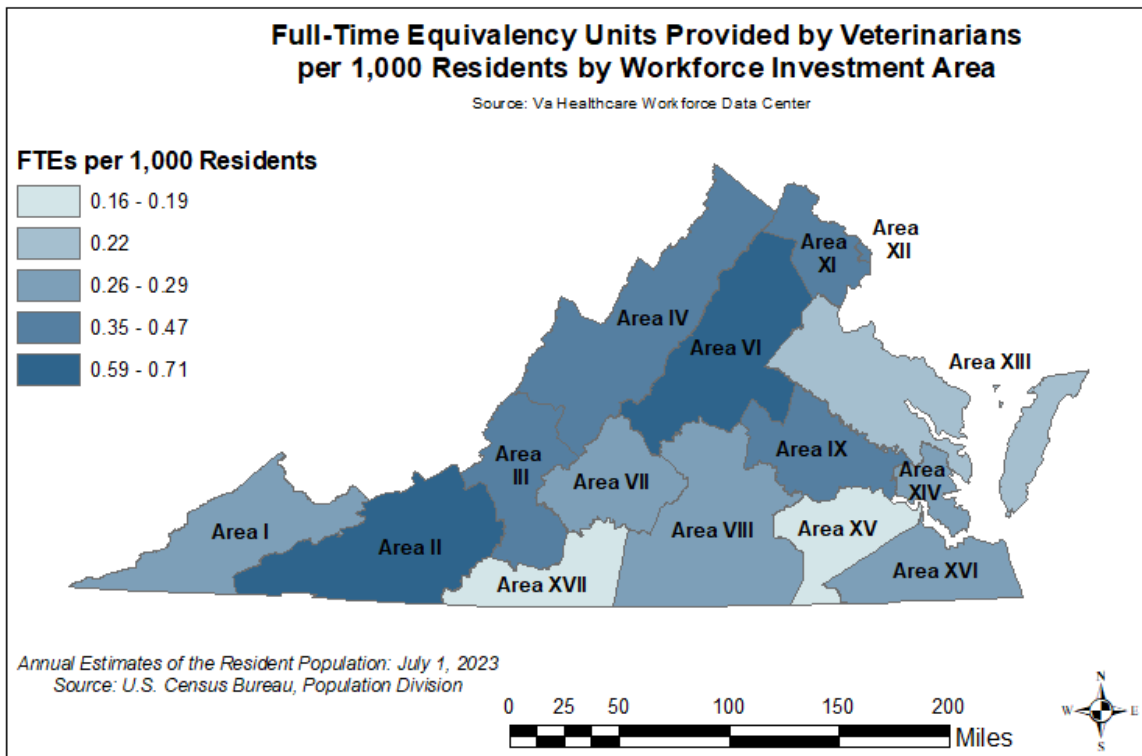 Full-Time Equivalency Units Provided by Veterinarians
per 1,000 Residents by Workforce Investment Area
Source: Va Healthcare Workforce Data Center
FTEs per 1,000 Residents
0.16 - 0.19
0.22
0.26 - 0.29
0.35 - 0.47
0.59 - 0.71
Area
XII
Area
XI
Area IV
Area VI
Area XIII
Area
III
Area IX
Area VII
Area
XIV
Area I
Area II
Area VIII
Area XV
Area XVI
Area XVII
Annual Estimates of the Resident Population: July 1, 2023
Source: U.S. Census Bureau, Population Division
0 25 50 100 150 200
Miles
N
W E
S